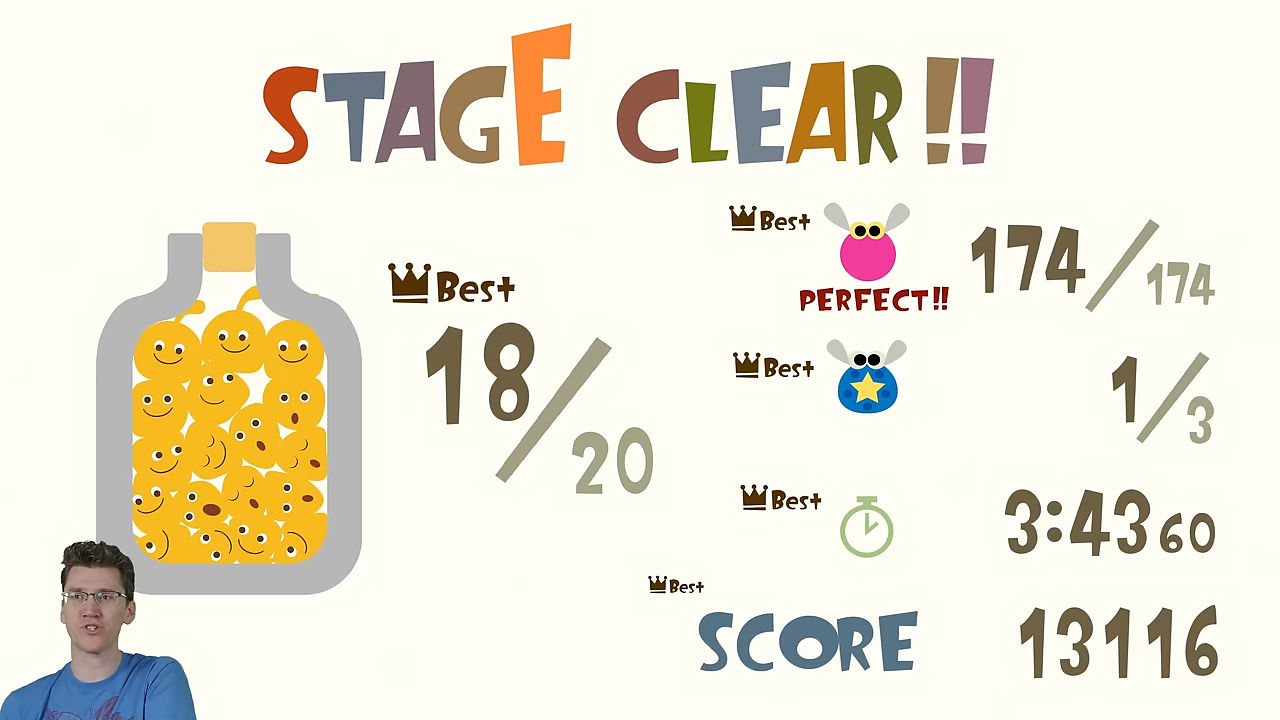 STAGE CLEAR!!
Best
18/20
Best
PERFECT!!
174/174
Best
1/3
Best
3:43 60
Best
SCORE
13116